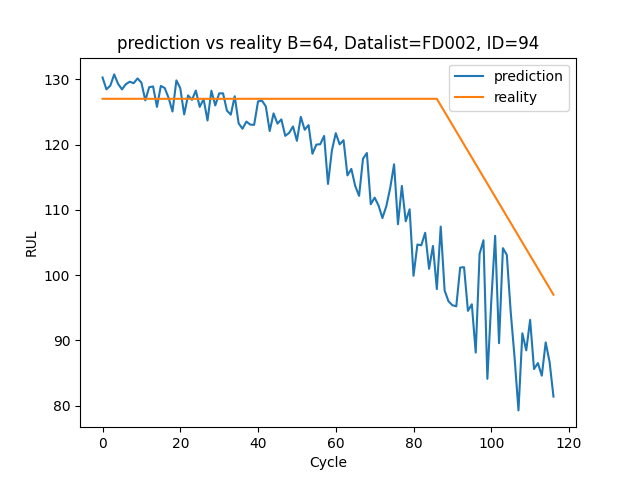 prediction vs reality B=64, Datalist=FD002, ID=94
prediction
reality
130
120
110
100
90
80
RUL
0 20 40 60 80 100 120
Cycle